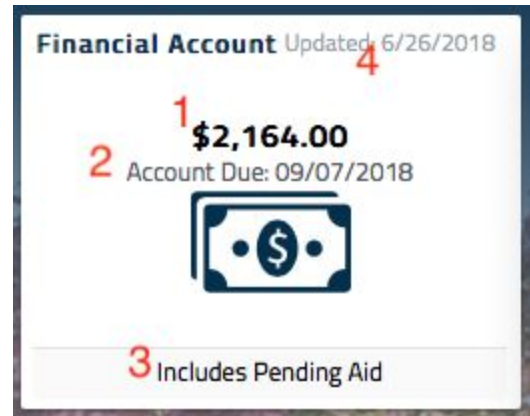 Financial Account Updated: 6/26/2018
4
1
$2,164.00
2 Account Due: 09/07/2018
$
3 Includes Pending Aid